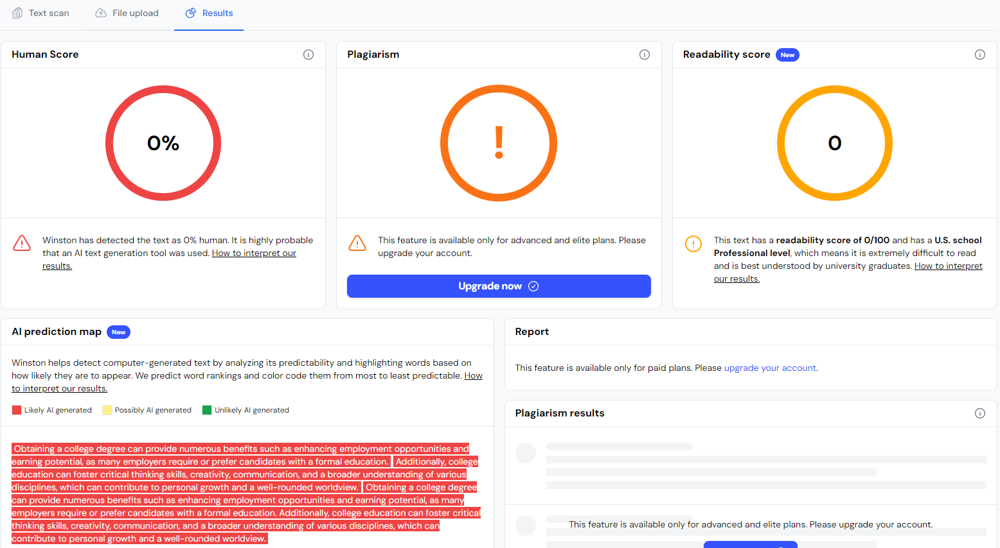 Text scan
File upload
Results
Human Score
0%
Winston has detected the text as 0% human. It is highly probable
that an AI text generation tool was used. How to interpret our
results.
Plagiarism
!
This feature is available only for advanced and elite plans. Please
upgrade your account.
Upgrade now
Readability score New
0
This text has a readability score of 0/100 and has a U.S. school
Professional level, which means it is extremely difficult to read
and is best understood by university graduates. How to interpret
our results.
AI prediction map New
Winston helps detect computer-generated text by analyzing its predictability and highlighting words based on
how likely they are to appear. We predict word rankings and color code them from most to least predictable. How
to interpret our results.
Likely AI generated
Possibly AI generated
Unlikely AI generated
Obtaining a college degree can provide numerous benefits such as enhancing employment opportunities and
earning potential, as many employers require or prefer candidates with a formal education. Additionally, college
education can foster critical thinking skills, creativity, communication, and a broader understanding of various
disciplines, which can contribute to personal growth and a well-rounded worldview. Obtaining a college degree
can provide numerous benefits such as enhancing employment opportunities and earning potential, as many
employers require or prefer candidates with a formal education. Additionally, college education can foster critical
thinking skills, creativity, communication, and a broader understanding of various disciplines, which can
contribute to personal growth and a well-rounded worldview.
Report
This feature is available only for paid plans. Please upgrade your account.
Plagiarism results
This feature is available only for advanced and elite plans. Please upgrade your account.